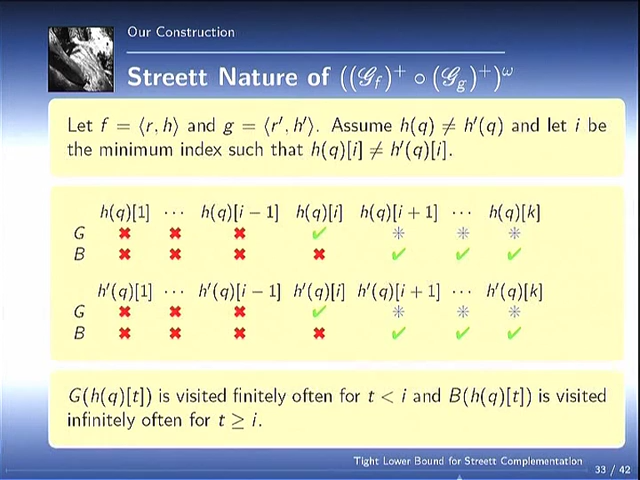 Our Construction
Streett Nature of ((𝒢_f)⁺ ∘ (𝒢_g)⁺)^ω
Let f = ⟨r, h⟩ and g = ⟨r′, h′⟩. Assume h(q) ≠ h′(q) and let i be
the minimum index such that h(q)[i] ≠ h′(q)[i].
h(q)[1] ⋯ h(q)[i − 1] h(q)[i] h(q)[i + 1] ⋯ h(q)[k]
G ✖ ✖ ✖ ✓ ✳ ✳ ✳
B ✖ ✖ ✖ ✖ ✓ ✓ ✓
h′(q)[1] ⋯ h′(q)[i − 1] h′(q)[i] h′(q)[i + 1] ⋯ h′(q)[k]
G ✖ ✖ ✖ ✓ ✳ ✳ ✳
B ✖ ✖ ✖ ✖ ✓ ✓ ✓
G(h(q)[t]) is visited finitely often for t < i and B(h(q)[t]) is visited
infinitely often for t ≥ i.
Tight Lower Bound for Streett Complementation 33 / 42